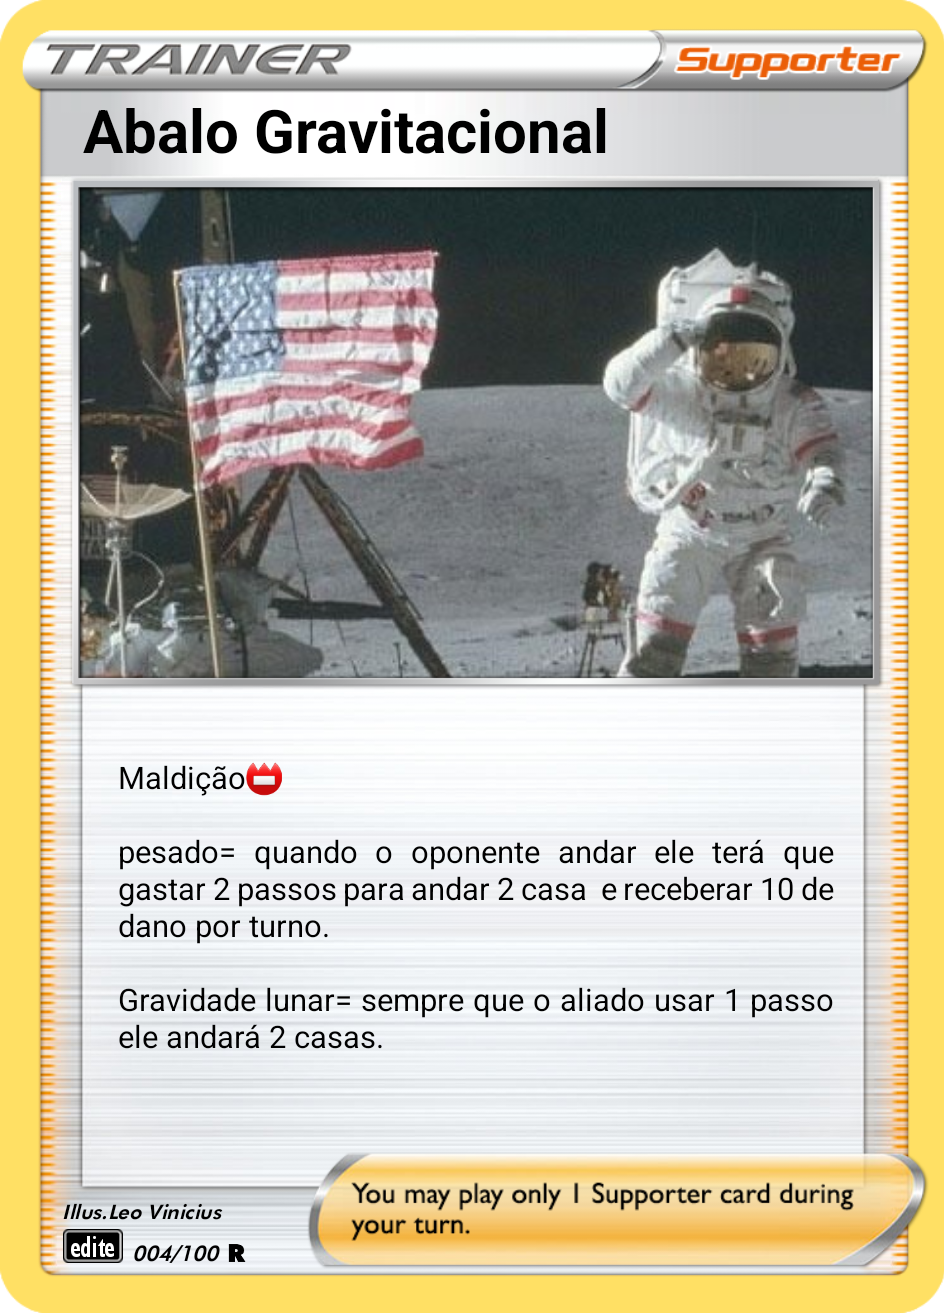 TRAINER
Supporter
Abalo Gravitacional
Maldição📛
pesado= quando o oponente andar ele terá que
gastar 2 passos para andar 2 casa e receberar 10 de
dano por turno.
Gravidade lunar= sempre que o aliado usar 1 passo
ele andará 2 casas.
You may play only 1 Supporter card during
your turn.
Illus.Leo Vinicius
edite 004/100 R